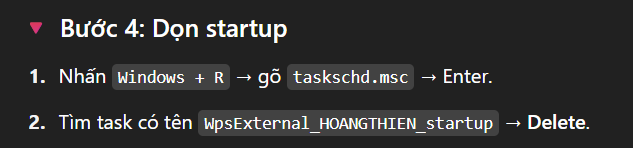 Bước 4: Dọn startup
1. Nhấn Windows + R → gõ taskschd.msc → Enter.
2. Tìm task có tên WpsExternal_HOANGTHIEN_startup → Delete.